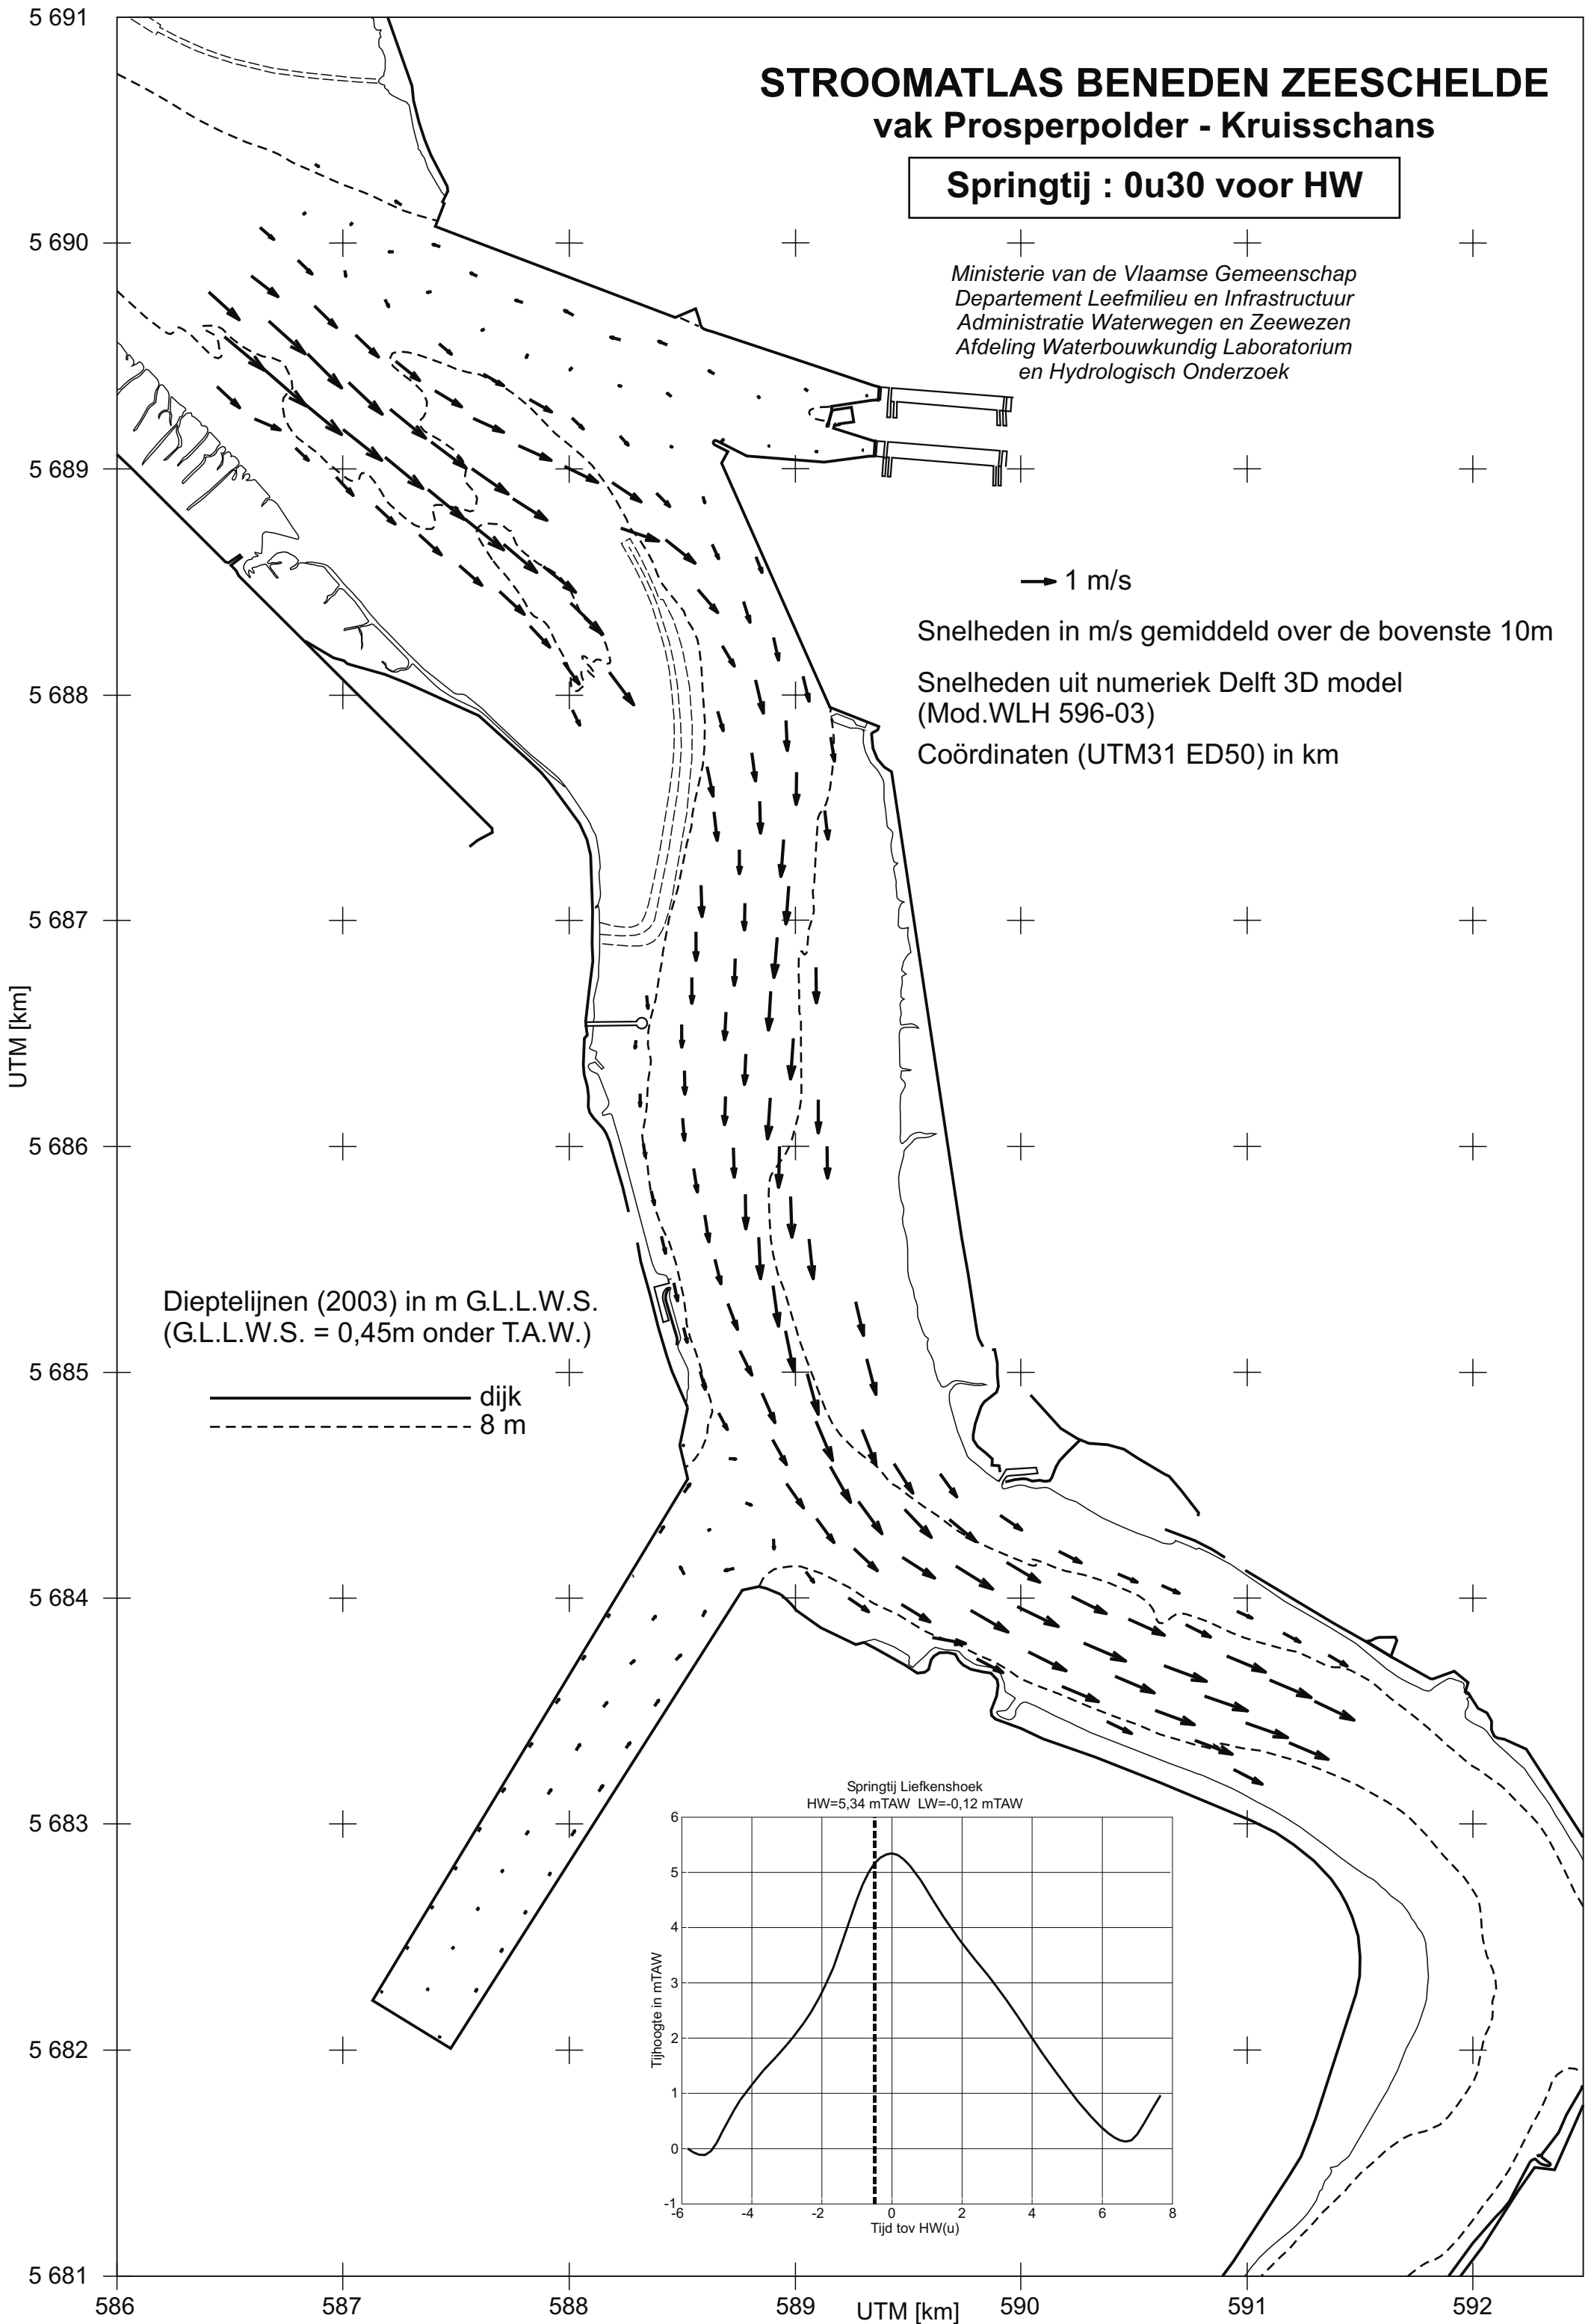 STROOMATLAS BENEDEN ZEESCHELDE
vak Prosperpolder - Kruisschans
Springtij : 0u30 voor HW
Ministerie van de Vlaamse Gemeenschap
Departement Leefmilieu en Infrastructuur
Administratie Waterwegen en Zeewezen
Afdeling Waterbouwkundig Laboratorium
en Hydrologisch Onderzoek
1 m/s
Snelheden in m/s gemiddeld over de bovenste 10m
Snelheden uit numeriek Delft 3D model
(Mod.WLH 596-03)
Coördinaten (UTM31 ED50) in km
Dieptelijnen (2003) in m G.L.L.W.S.
(G.L.L.W.S. = 0,45m onder T.A.W.)
dijk
8 m
Springtij Liefkenshoek
HW=5,34 mTAW LW=-0,12 mTAW
6
5
4
3
2
1
0
-1
Tijhoogte in mTAW
-6 -4 -2 0 2 4 6 8
Tijd tov HW(u)
5 691
5 690
5 689
5 688
5 687
5 686
5 685
5 684
5 683
5 682
5 681
UTM [km]
586 587 588 589 590 591 592
UTM [km]